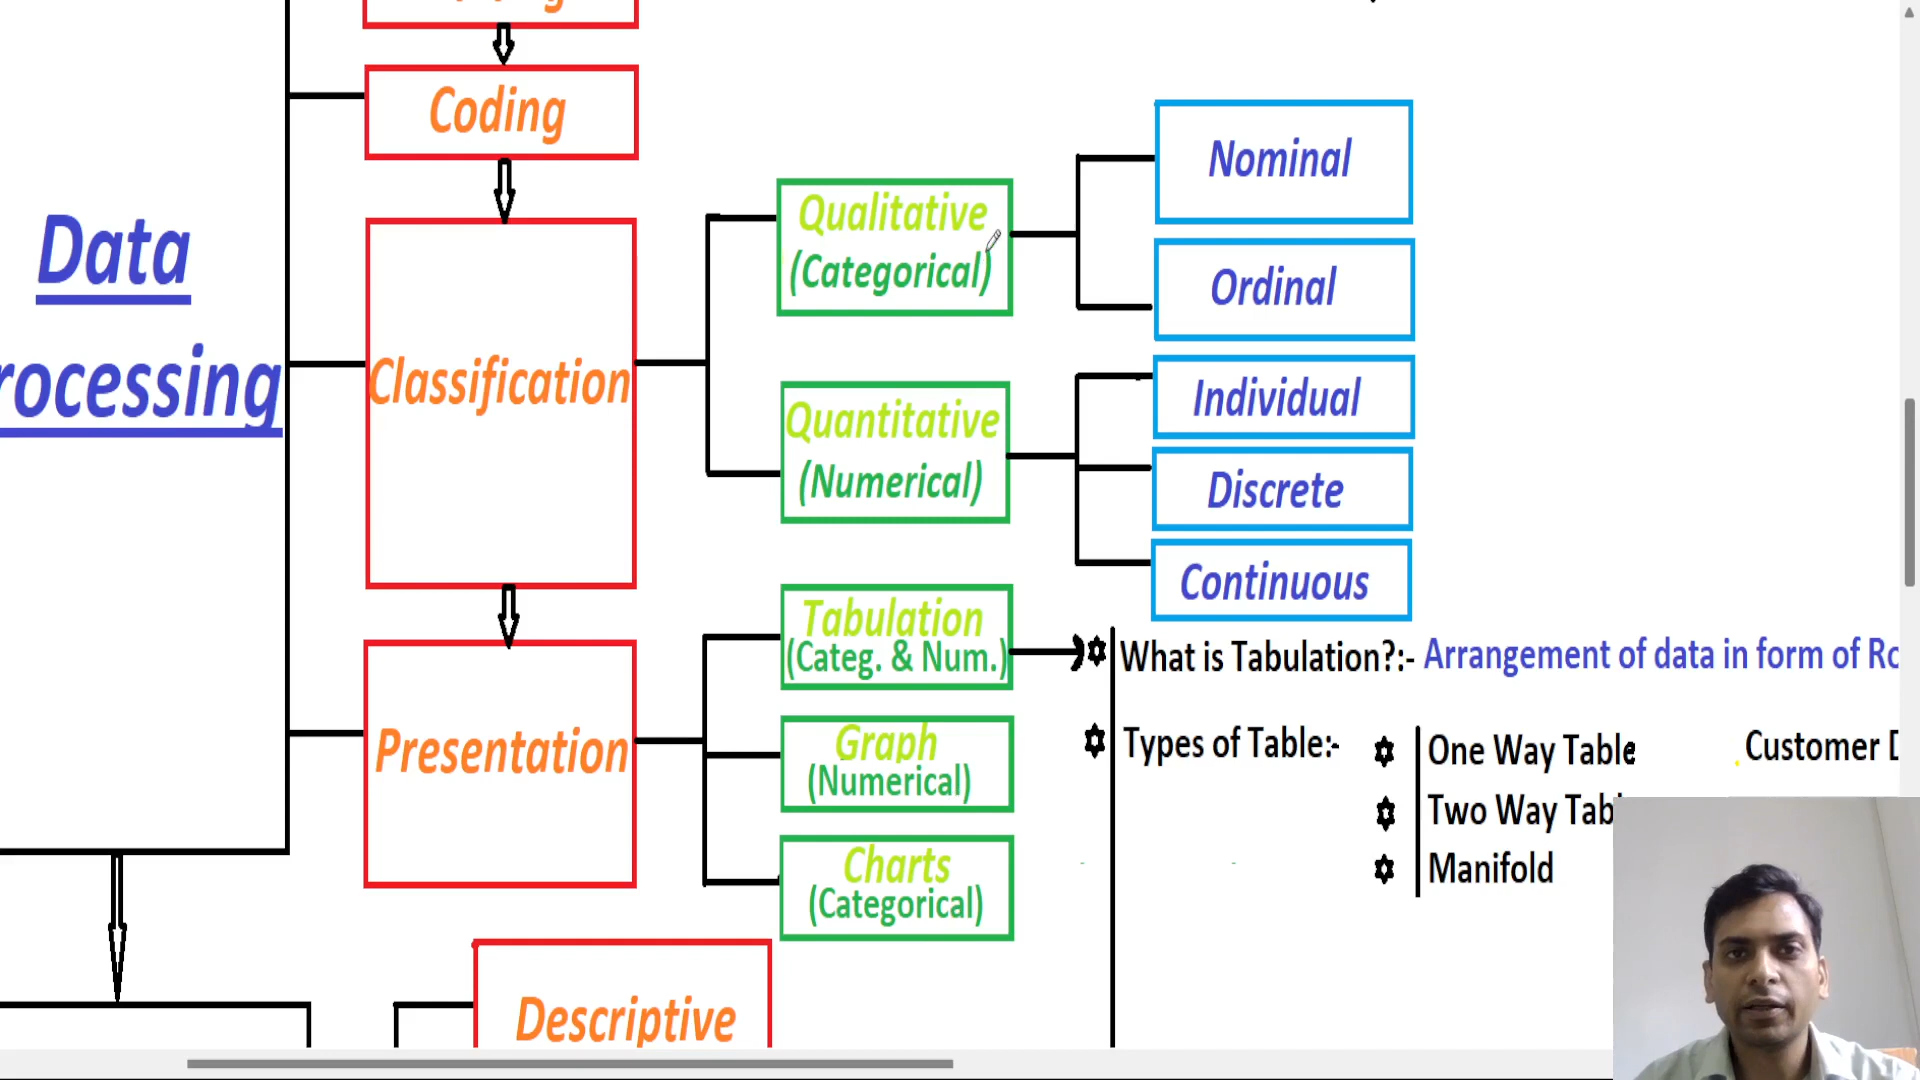 Coding
Data
rocessing
Classification
Presentation
Qualitative
(Categorical)
Quantitative
(Numerical)
Nominal
Ordinal
Individual
Discrete
Continuous
Tabulation
(Categ. & Num.)
Graph
(Numerical)
Charts
(Categorical)
What is Tabulation?:- Arrangement of data in form of
Types of Table:-
One Way Table
Customer
Two Way
Manifold
Descriptive